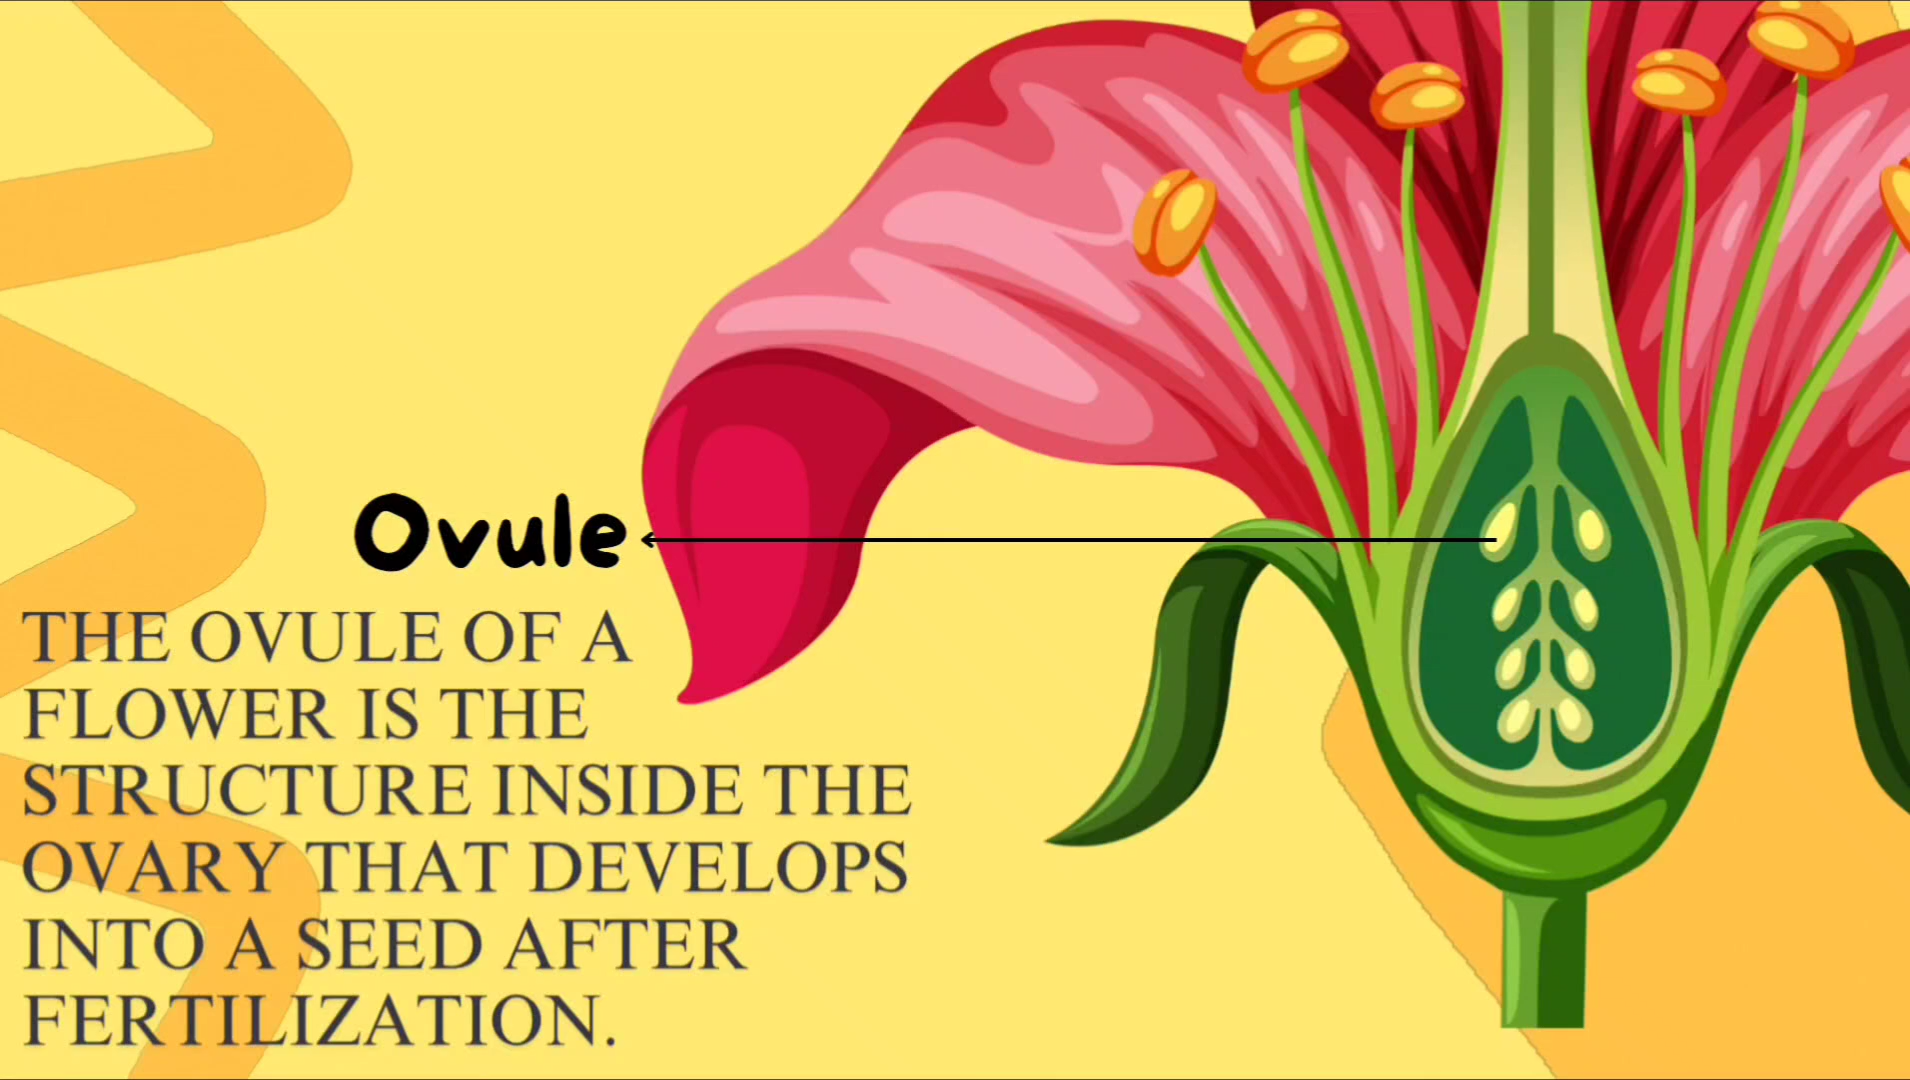 Ovule
THE OVULE OF A
FLOWER IS THE
STRUCTURE INSIDE THE
OVARY THAT DEVELOPS
INTO A SEED AFTER
FERTILIZATION.